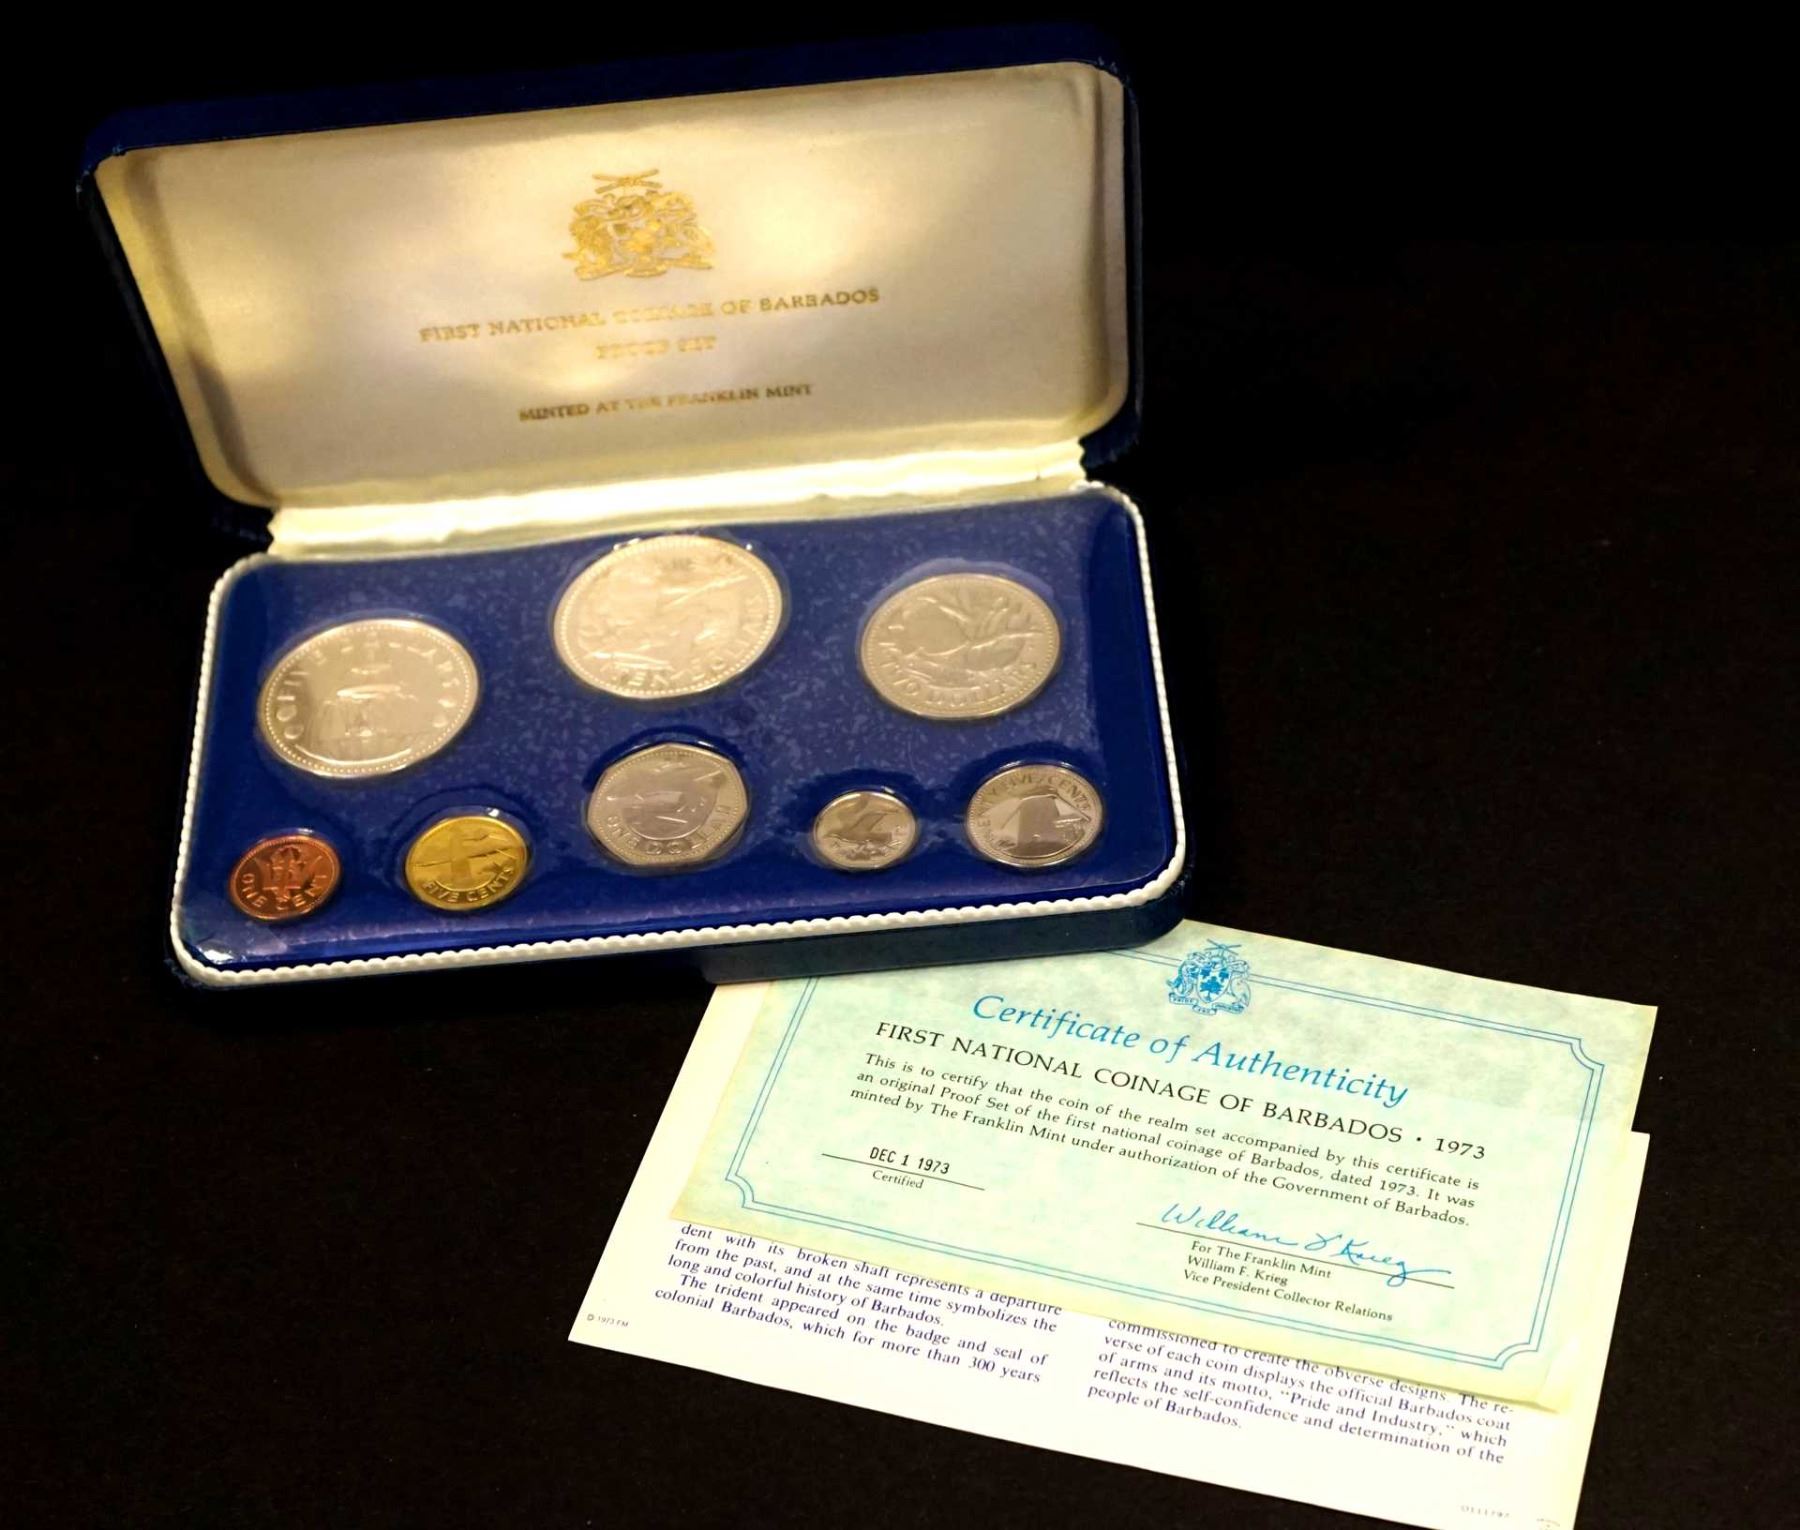 FIRST NATIONAL COINAGE OF BARBADOS
PROOF SET
MINTED AT THE FRANKLIN MINT
FIVE DOLLARS
TEN DOLLARS
TWO DOLLARS
ONE CENT
FIVE CENTS
ONE DOLLAR
TWENTY FIVE CENTS
Certificate of Authenticity
FIRST NATIONAL COINAGE OF BARBADOS • 1973
This is to certify that the coin of the realm set accompanied by this certificate is
an original Proof Set of the first national coinage of Barbados, dated 1973. It was
minted by The Franklin Mint under authorization of the Government of Barbados.
DEC 1 1973
Certified
William F Krieg
For The Franklin Mint
William F. Krieg
Vice President Collector Relations
dent with its broken shaft represents a departure
from the past, and at the same time symbolizes the
long and colorful history of Barbados.
The trident appeared on the badge and seal of
colonial Barbados, which for more than 300 years
© 1973 FM
commissioned to create the obverse designs. The re-
verse of each coin displays the official Barbados coat
of arms and its motto, "Pride and Industry," which
reflects the self-confidence and determination of the
people of Barbados.